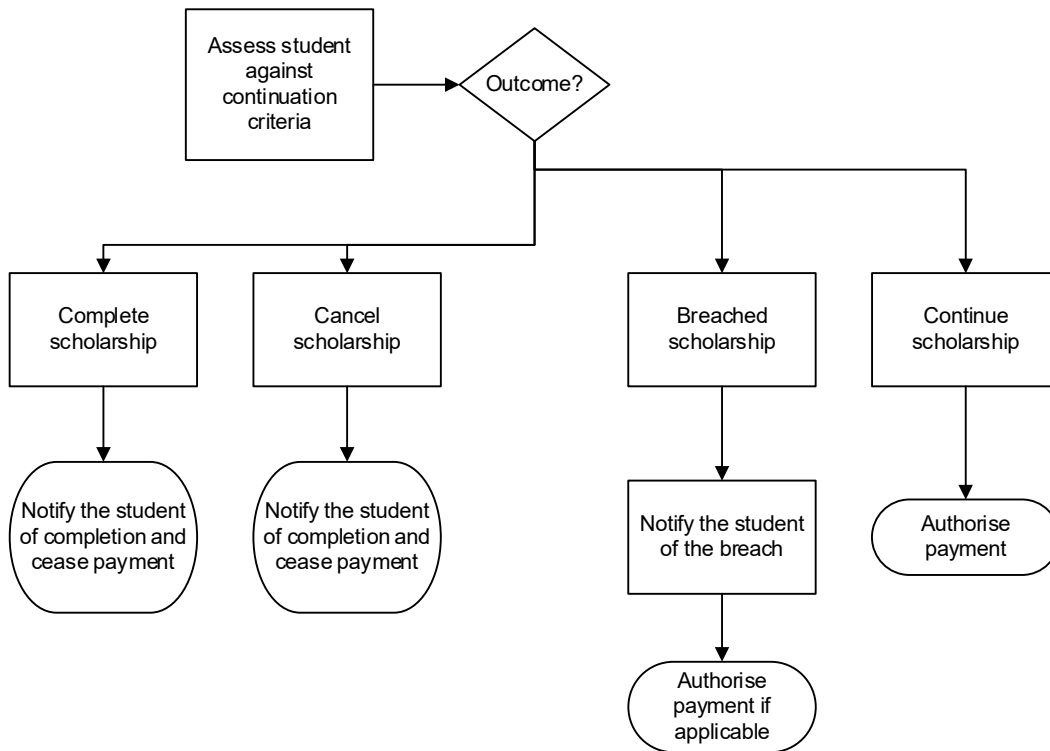 Assess student
against
continuation
criteria
Outcome?
Complete
scholarship
Cancel
scholarship
Breached
scholarship
Continue
scholarship
Notify the student
of completion and
cease payment
Notify the student
of completion and
cease payment
Notify the student
of the breach
Authorise
payment
Authorise
payment if
applicable